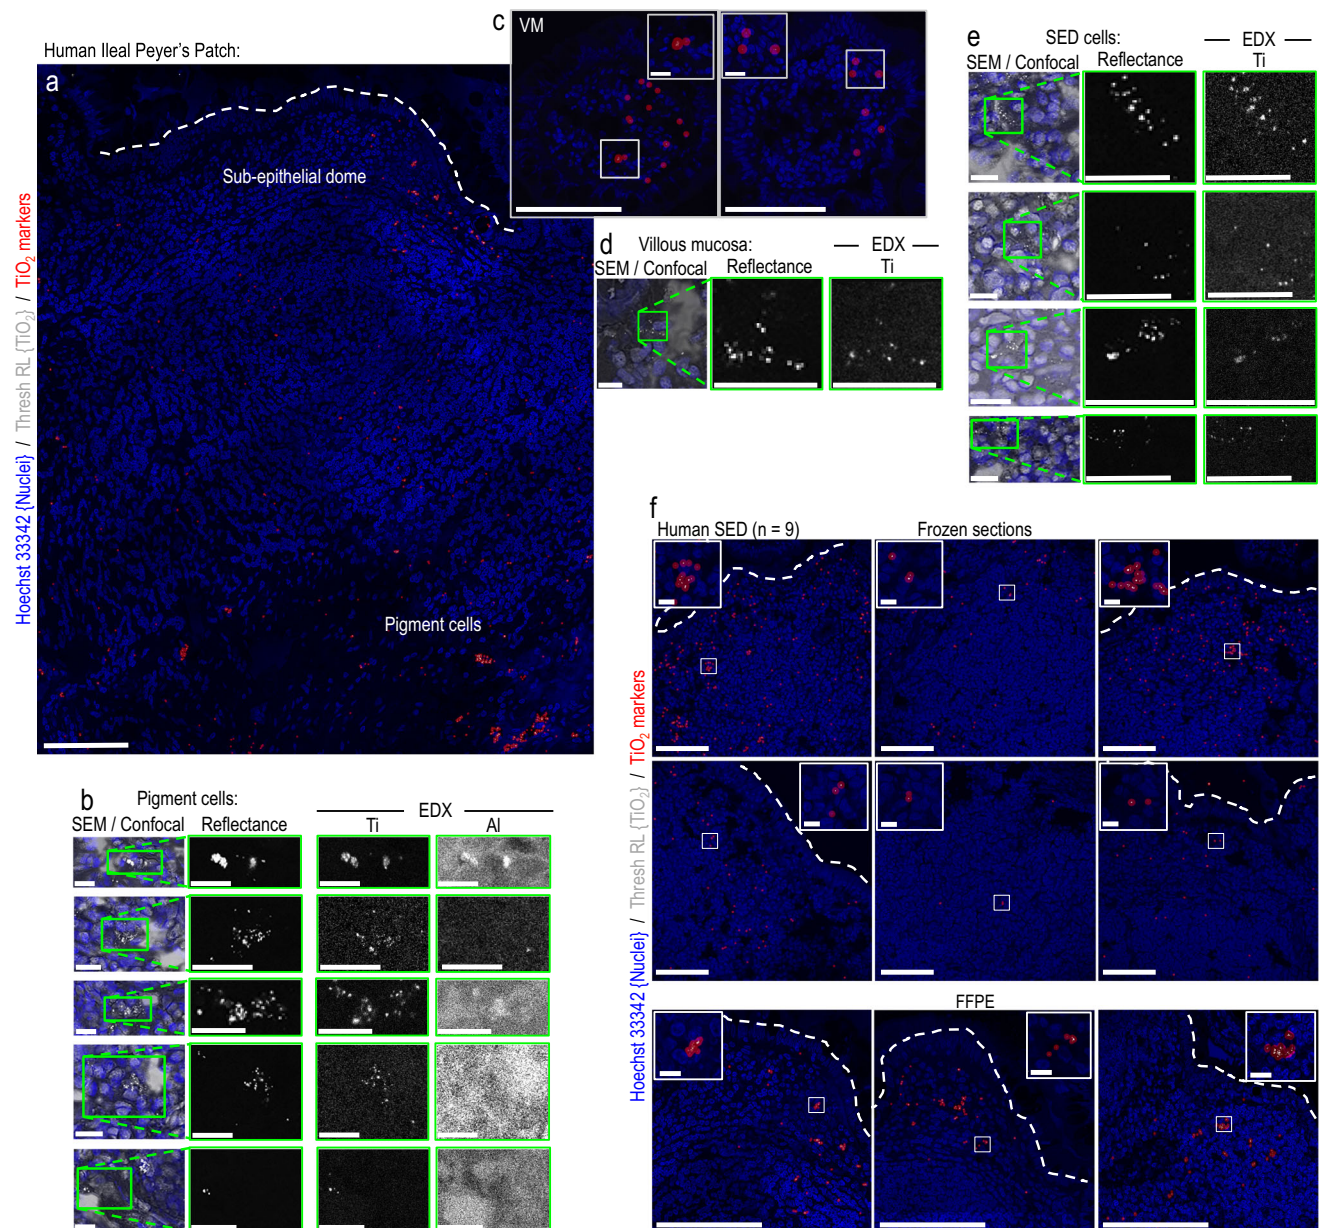 Human Ileal Peyer's Patch:
a
Sub-epithelial dome
Pigment cells
Hoechst 33342 {Nuclei} / Thresh RL {TiO₂} / TiO₂ markers
b
Pigment cells:
EDX
SEM / Confocal
Reflectance
Ti
Al
c
VM
d
Villous mucosa:
EDX
SEM / Confocal
Reflectance
Ti
e
SED cells:
EDX
SEM / Confocal
Reflectance
Ti
f
Human SED (n = 9)
Frozen sections
FFPE
Hoechst 33342 {Nuclei} / Thresh RL {TiO₂} / TiO₂ markers